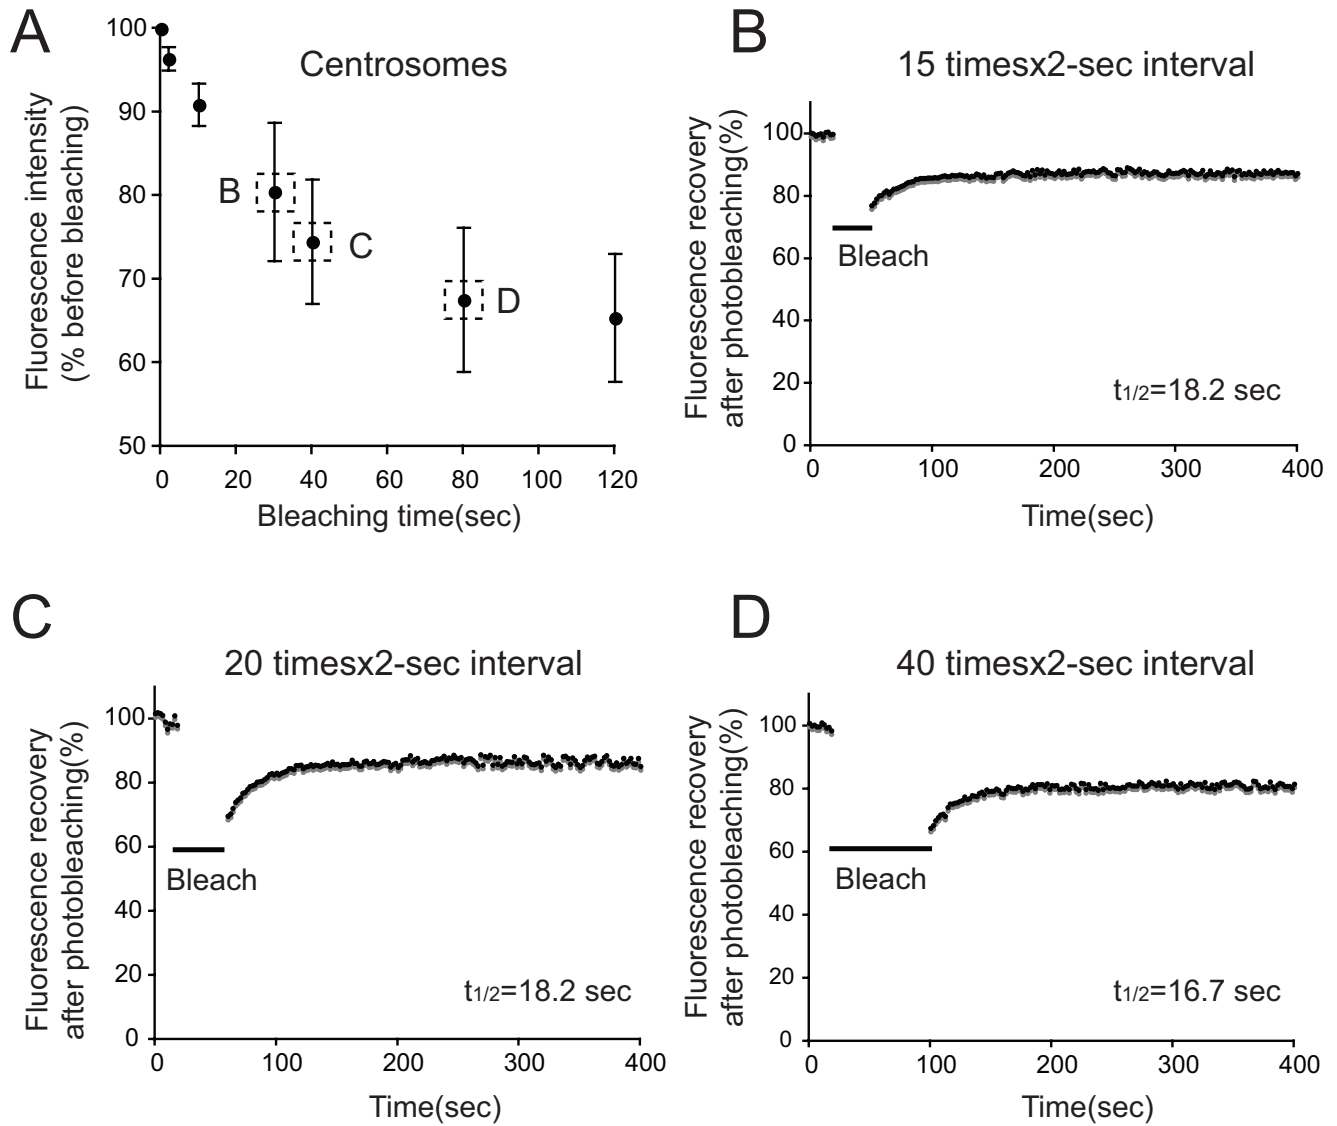 A
Centrosomes
Fluorescence intensity
(% before bleaching)
100
90
80
70
60
50
B
C
D
0 20 40 60 80 100 120
Bleaching time(sec)
B
15 timesx2-sec interval
Fluorescence recovery
after photobleaching(%)
100
80
60
40
20
0
Bleach
t1/2=18.2 sec
0 100 200 300 400
Time(sec)
C
20 timesx2-sec interval
Fluorescence recovery
after photobleaching(%)
100
80
60
40
20
0
Bleach
t1/2=18.2 sec
0 100 200 300 400
Time(sec)
D
40 timesx2-sec interval
Fluorescence recovery
after photobleaching(%)
100
80
60
40
20
0
Bleach
t1/2=16.7 sec
0 100 200 300 400
Time(sec)